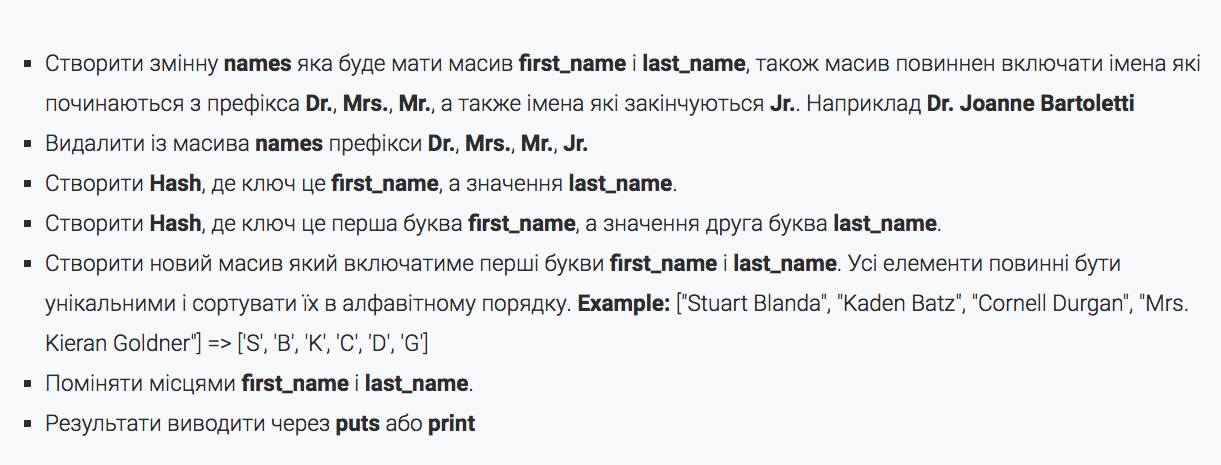 ▪ Створити змінну names яка буде мати масив first_name і last_name, також масив повиннен включати імена які
починаються з префікса Dr., Mrs., Mr., а также імена які закінчуються Jr.. Наприклад Dr. Joanne Bartoletti
▪ Видалити із масива names префікси Dr., Mrs., Mr., Jr.
▪ Створити Hash, де ключ це first_name, а значення last_name.
▪ Створити Hash, де ключ це перша буква first_name, а значення друга буква last_name.
▪ Створити новий масив який включатиме перші букви first_name і last_name. Усі елементи повинні бути
унікальними і сортувати їх в алфавітному порядку. Example: ["Stuart Blanda", "Kaden Batz", "Cornell Durgan", "Mrs.
Kieran Goldner"] => ['S', 'B', 'K', 'C', 'D', 'G']
▪ Поміняти місцями first_name і last_name.
▪ Результати виводити через puts або print